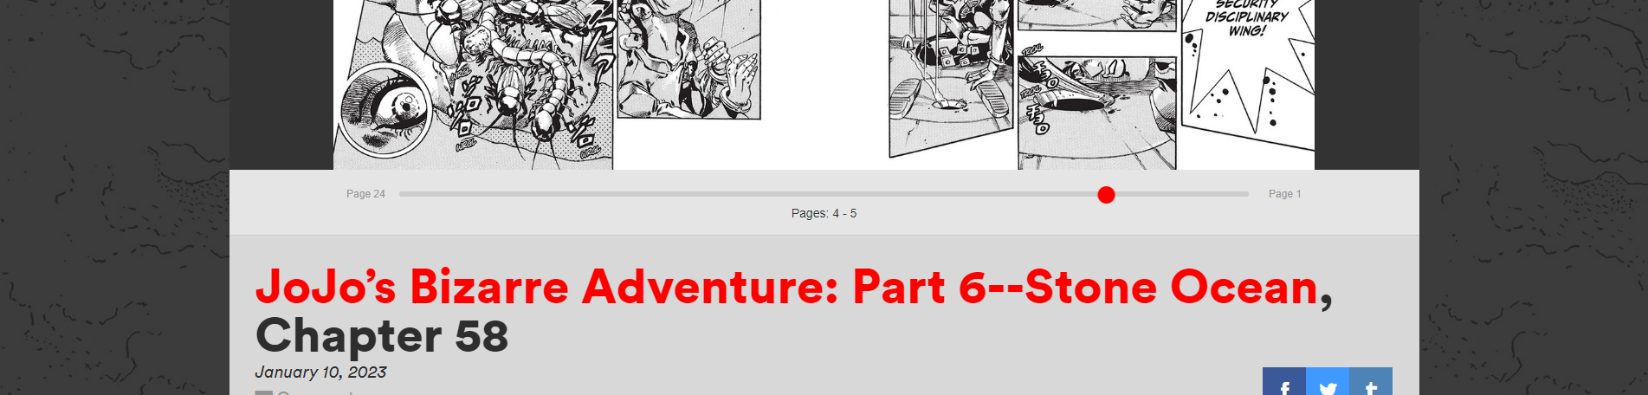 SECURITY
DISCIPLINARY
WING!
Page 24
Page 1
Pages: 4 - 5
JoJo's Bizarre Adventure: Part 6--Stone Ocean,
Chapter 58
January 10, 2023